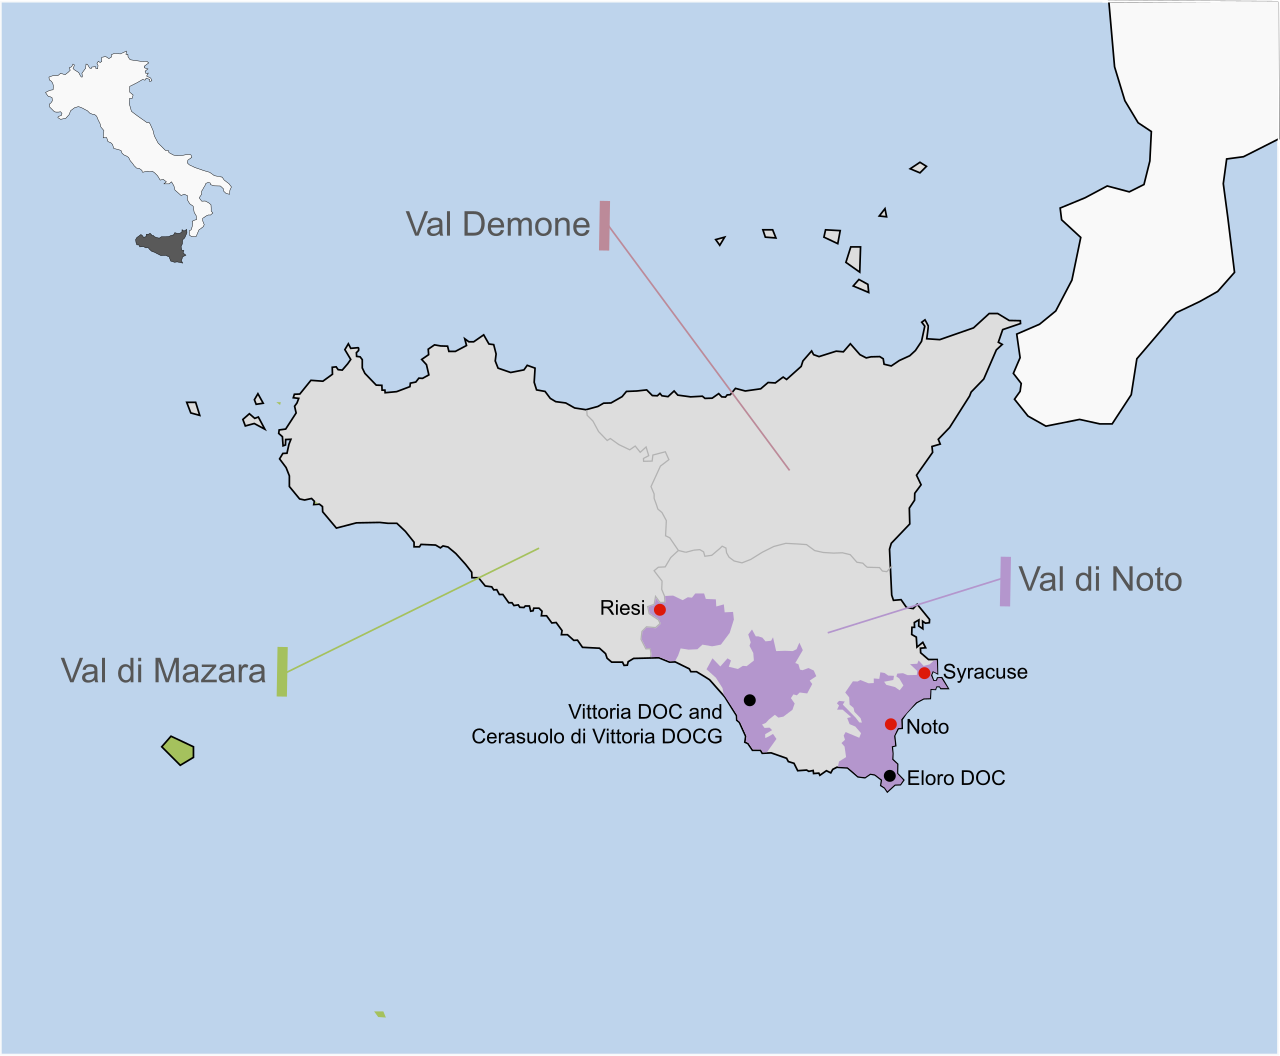 Val Demone
Val di Noto
Riesi
Val di Mazara
Syracuse
Vittoria DOC and
Cerasuolo di Vittoria DOCG
Noto
Eloro DOC